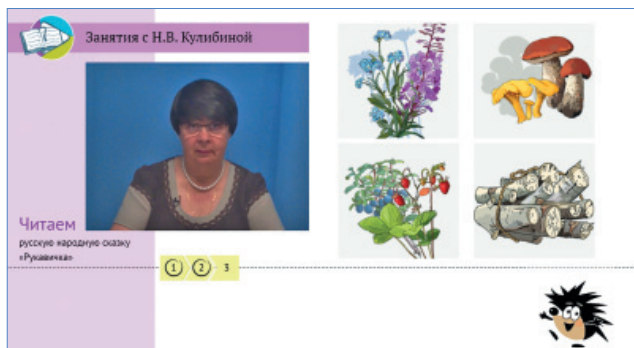 Занятия с Н.В. Кулибиной
Читаем
русскую народную сказку
«Рукавичка»
1 2 3